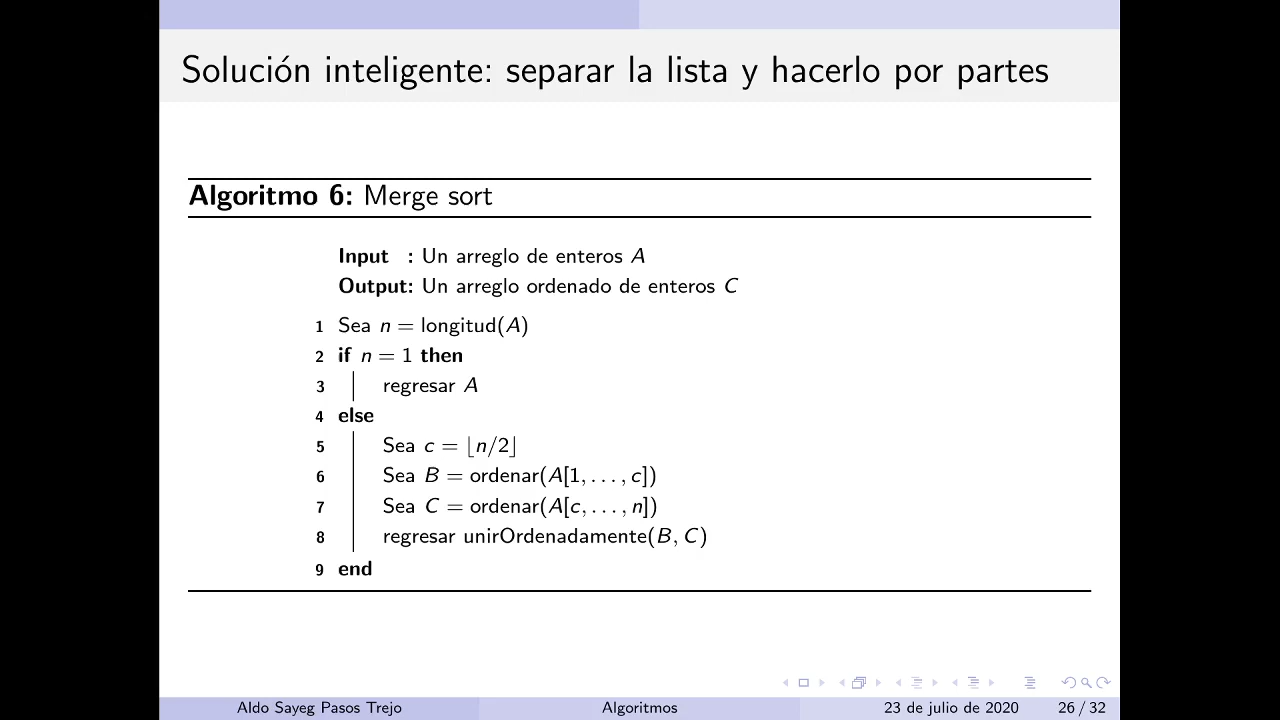 Solución inteligente: separar la lista y hacerlo por partes
Algoritmo 6: Merge sort
Input : Un arreglo de enteros A
Output: Un arreglo ordenado de enteros C
1 Sea n = longitud(A)
2 if n = 1 then
3 regresar A
4 else
5 Sea c = ⌊n/2⌋
6 Sea B = ordenar(A[1, . . . , c])
7 Sea C = ordenar(A[c, . . . , n])
8 regresar unirOrdenadamente(B, C)
9 end
Aldo Sayeg Pasos Trejo Algoritmos 23 de julio de 2020 26 / 32